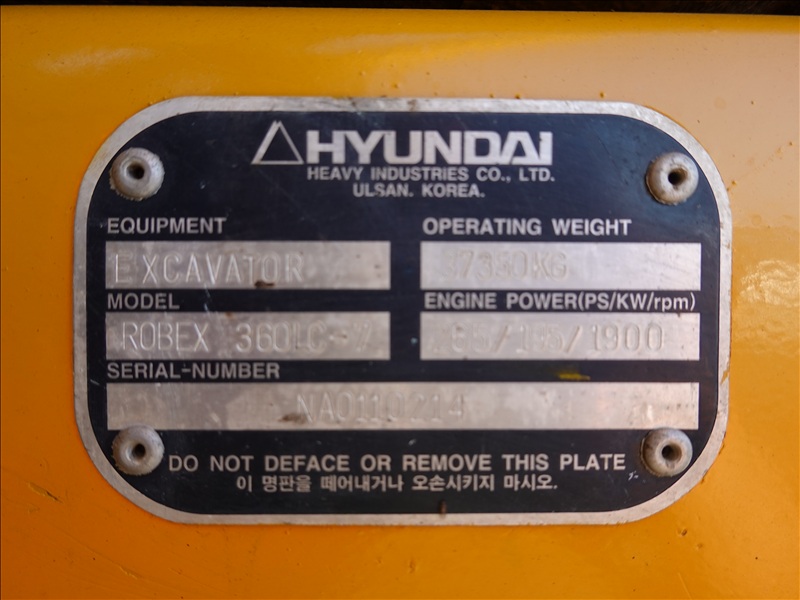 HYUNDAI
HEAVY INDUSTRIES CO., LTD.
ULSAN. KOREA.
EQUIPMENT
OPERATING WEIGHT
EXCAVATOR
MODEL
ENGINE POWER(PS/KW/rpm)
ROBEX 360LC-7
SERIAL-NUMBER
DO NOT DEFACE OR REMOVE THIS PLATE
이 명판을 떼어내거나 오손시키지 마시오.